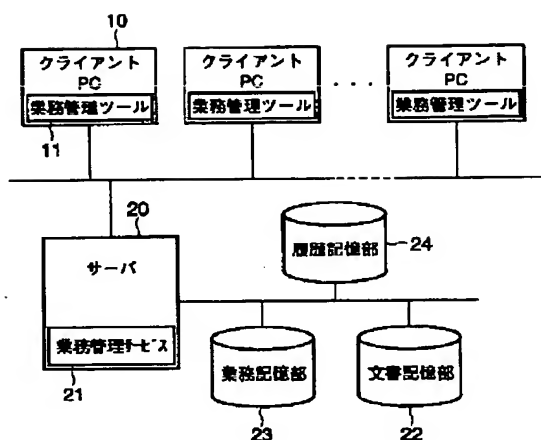 10
クライアント
PC
業務管理ツール
11
クライアント
PC
業務管理ツール
...
クライアント
PC
業務管理ツール
20
サーバ
業務管理サービス
21
履歴記憶部
24
業務記憶部
23
文書記憶部
22